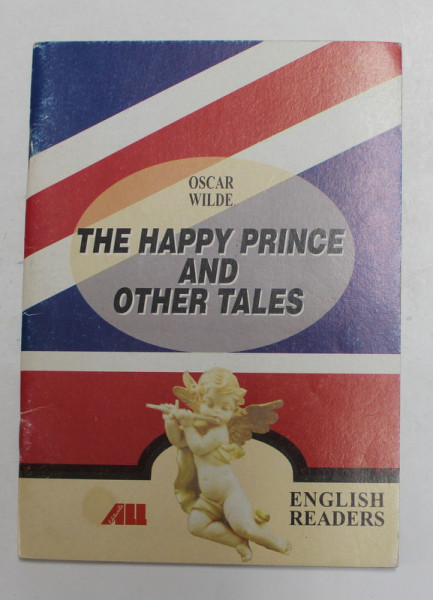 OSCAR
WILDE
THE HAPPY PRINCE
AND
OTHER TALES
ALL
ENGLISH
READERS